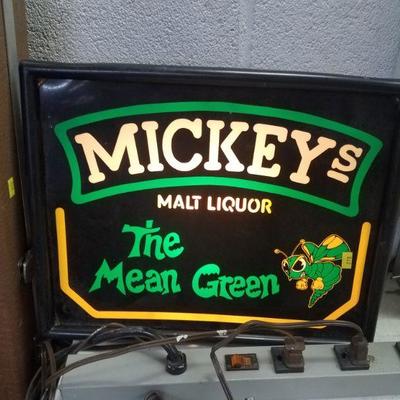 MICKEYS
MALT LIQUOR
The
Mean Green